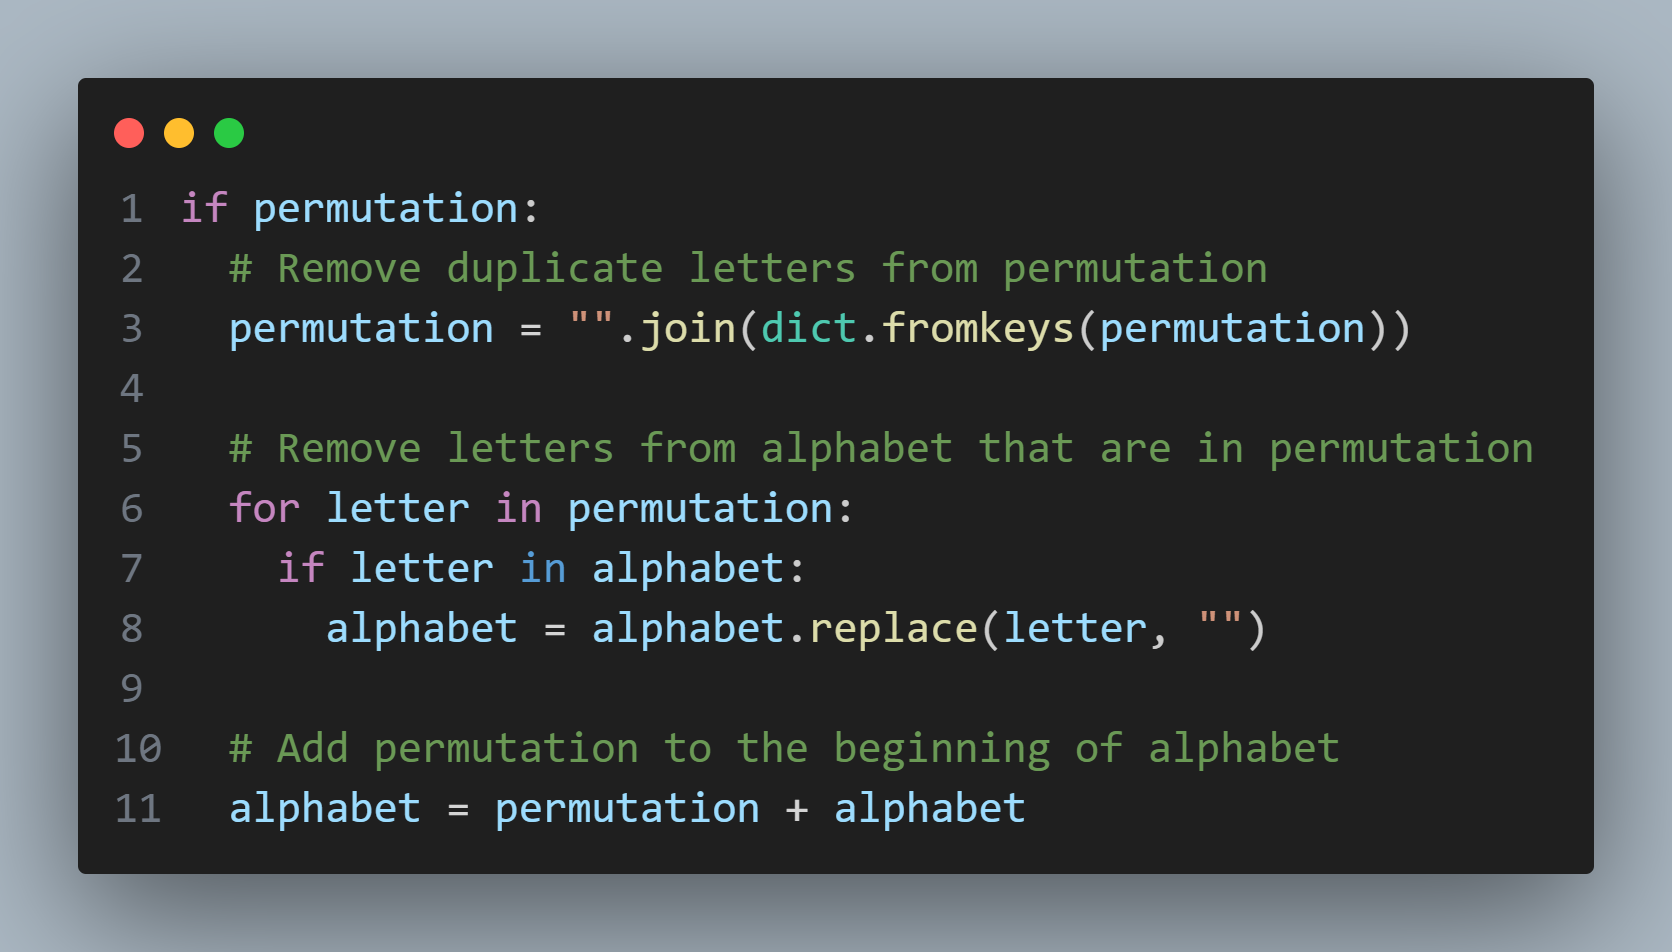 1 if permutation:
2   # Remove duplicate letters from permutation
3   permutation = "".join(dict.fromkeys(permutation))
4
5   # Remove letters from alphabet that are in permutation
6   for letter in permutation:
7     if letter in alphabet:
8       alphabet = alphabet.replace(letter, "")
9
10   # Add permutation to the beginning of alphabet
11   alphabet = permutation + alphabet